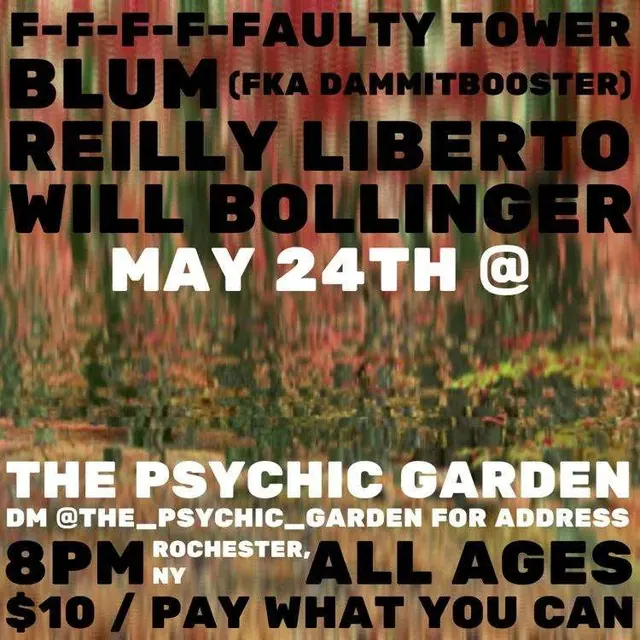 F-F-F-F-FAULTY TOWER
BLUM (FKA DAMMITBOOSTER)
REILLY LIBERTO
WILL BOLLINGER
MAY 24TH @
THE PSYCHIC GARDEN
DM @THE_PSYCHIC_GARDEN FOR ADDRESS
8PM ROCHESTER, NY ALL AGES
$10 / PAY WHAT YOU CAN